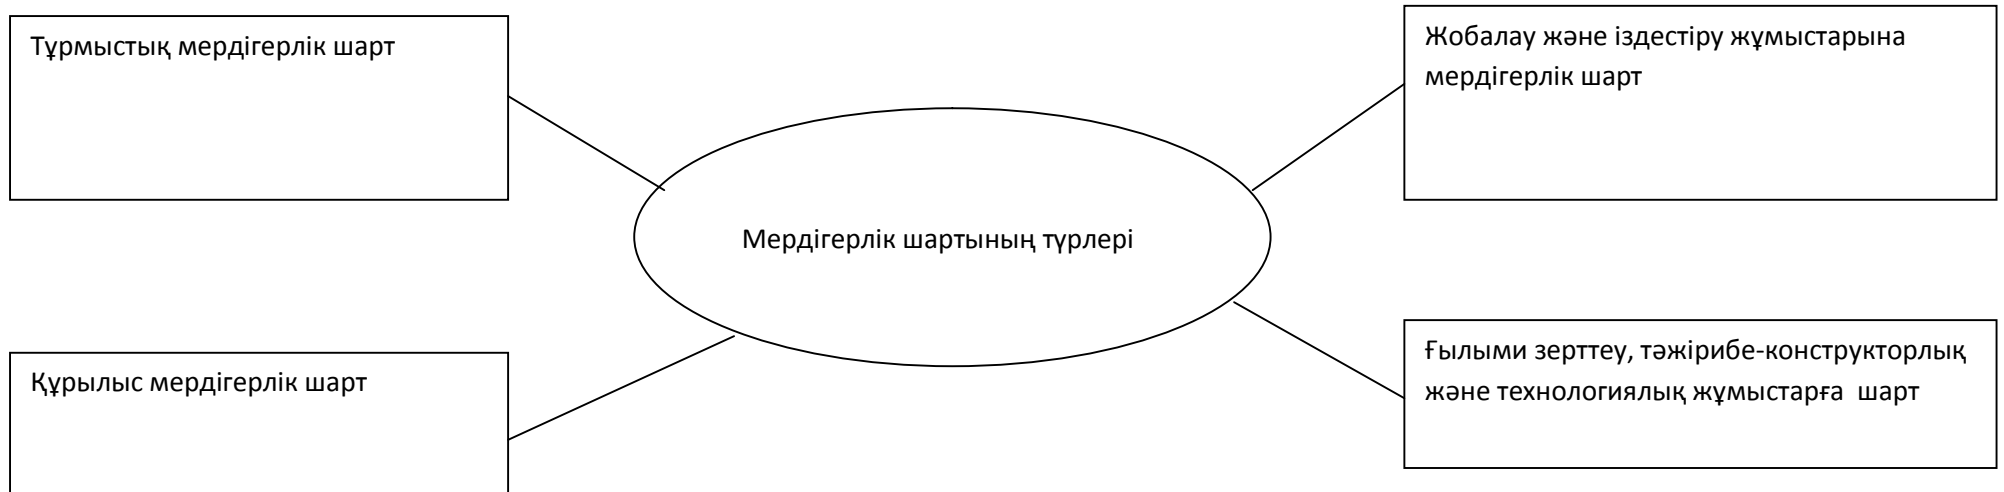 Тұрмыстық мердігерлік шарт
Жобалау және іздестіру жұмыстарына
мердігерлік шарт
Мердігерлік шартының түрлері
Құрылыс мердігерлік шарт
Ғылыми зерттеу, тәжірибе-конструкторлық
және технологиялық жұмыстарға  шарт